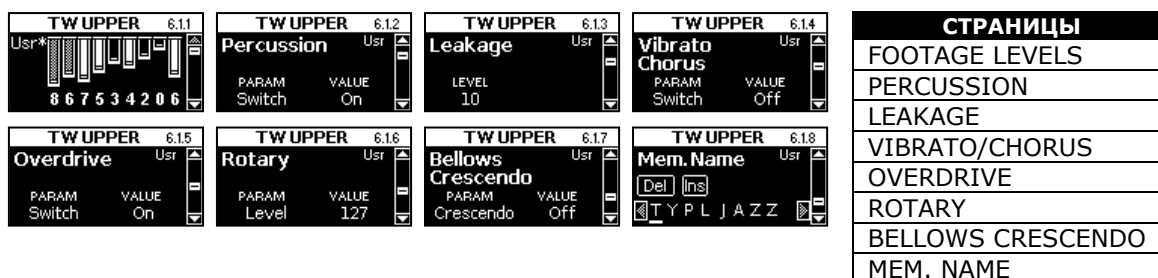 TW UPPER 6.1.1
Usr*
8 6 7 5 3 4 2 0 6
TW UPPER 6.1.2
Percussion Usr
PARAM VALUE
Switch On
TW UPPER 6.1.3
Leakage Usr
LEVEL
10
TW UPPER 6.1.4
Vibrato Usr
Chorus
PARAM VALUE
Switch Off
TW UPPER 6.1.5
Overdrive Usr
PARAM VALUE
Switch On
TW UPPER 6.1.6
Rotary Usr
PARAM VALUE
Level 127
TW UPPER 6.1.7
Bellows Usr
Crescendo
PARAM VALUE
Crescendo Off
TW UPPER 6.1.8
Mem. Name Usr
Del Ins
T Y P L J A Z Z
СТРАНИЦЫ
FOOTAGE LEVELS
PERCUSSION
LEAKAGE
VIBRATO/CHORUS
OVERDRIVE
ROTARY
BELLOWS CRESCENDO
MEM. NAME